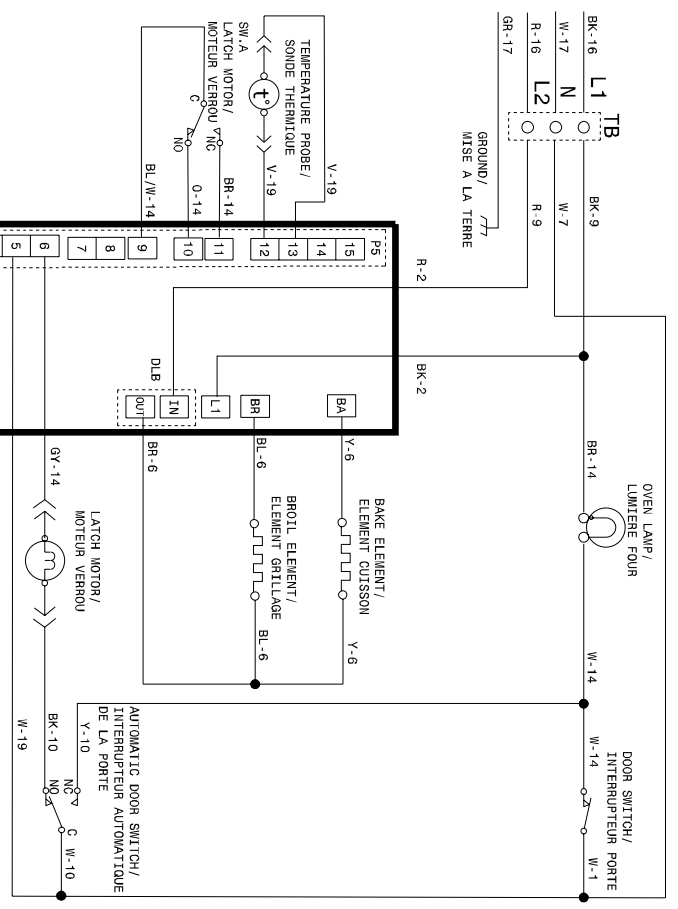 BK-16
W-17
R-16
GR-17
L1
N
L2
TB
BK-9
W-7
R-9
GROUND/
MISE A LA TERRE
TEMPERATURE PROBE/
SONDE THERMIQUE
t°
V-19
V-19
SW.A
LATCH MOTOR/
MOTEUR VERROU
C
NC
NO
BR-14
O-14
BL/W-14
P5
15
14
13
12
11
10
9
8
7
6
5
R-2
BK-2
DLB
BA
BR
L1
IN
OUT
Y-6
BL-6
BR-6
GY-14
BAKE ELEMENT/
ELEMENT CUISSON
BROIL ELEMENT/
ELEMENT GRILLAGE
Y-6
BL-6
LATCH MOTOR/
MOTEUR VERROU
BR-14
OVEN LAMP/
LUMIERE FOUR
W-14
W-14
DOOR SWITCH/
INTERRUPTEUR PORTE
W-1
AUTOMATIC DOOR SWITCH/
INTERRUPTEUR AUTOMATIQUE
DE LA PORTE
Y-10
BK-10
W-19
NC
NO
C
W-10